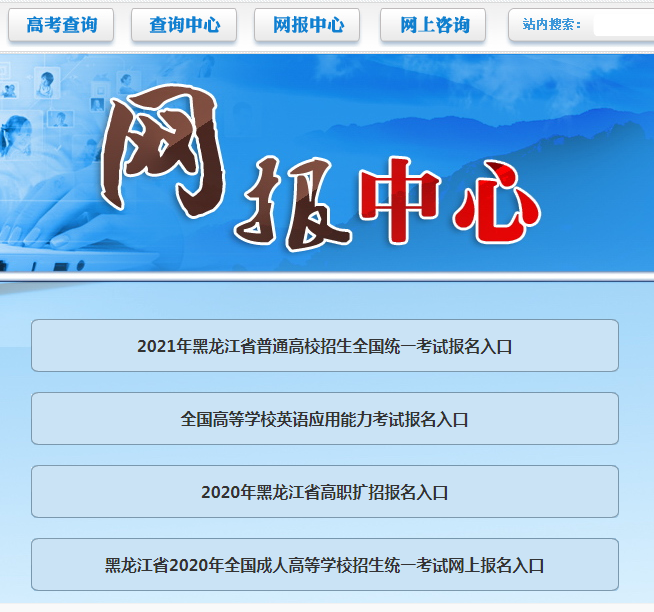 高考查询 查询中心 网报中心 网上咨询 站内搜索：
网报中心
2021年黑龙江省普通高校招生全国统一考试报名入口
全国高等学校英语应用能力考试报名入口
2020年黑龙江省高职扩招报名入口
黑龙江省2020年全国成人高等学校招生统一考试网上报名入口